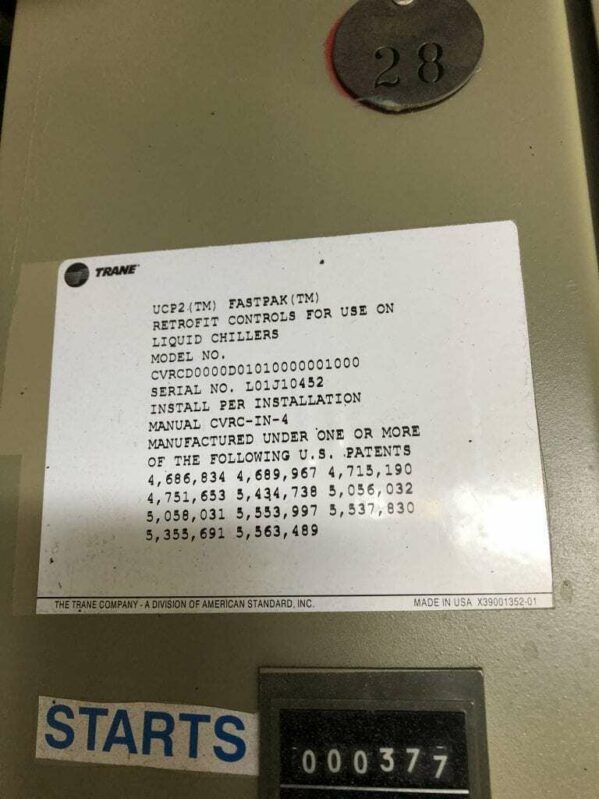 28
TRANE
UCP2(TM) FASTPAK(TM)
RETROFIT CONTROLS FOR USE ON
LIQUID CHILLERS
MODEL NO.
CVRCD0000D01010000001000
SERIAL NO. L01J10452
INSTALL PER INSTALLATION
MANUAL CVRC-IN-4
MANUFACTURED UNDER ONE OR MORE
OF THE FOLLOWING U.S. PATENTS
4,686,834 4,689,967 4,715,190
4,751,653 5,434,738 5,056,032
5,058,031 5,553,997 5,537,830
5,355,691 5,563,489
THE TRANE COMPANY - A DIVISION OF AMERICAN STANDARD, INC. MADE IN USA X39001352-01
STARTS
000377